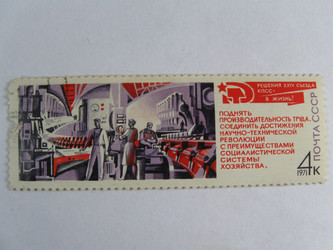 РЕШЕНИЯ XXIV СЪЕЗДА
КПСС –
В ЖИЗНЬ!
ПОДНЯТЬ
ПРОИЗВОДИТЕЛЬНОСТЬ ТРУДА,
СОЕДИНИТЬ ДОСТИЖЕНИЯ
НАУЧНО-ТЕХНИЧЕСКОЙ
РЕВОЛЮЦИИ
С ПРЕИМУЩЕСТВАМИ
СОЦИАЛИСТИЧЕСКОЙ
СИСТЕМЫ
ХОЗЯЙСТВА.
1971
4К
ПОЧТА СССР